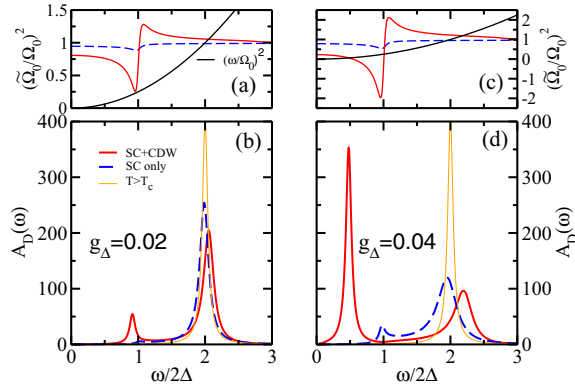 (Ω̃₀/Ω₀)²
1.5
1
0.5
0
(ω/Ω₀)²
(a)
(Ω̃₀/Ω₀)²
2
1
0
-1
-2
(c)
A_D(ω)
400
300
200
100
0
SC+CDW
SC only
T>T_c
g_Δ=0.02
(b)
0 1 2 3
ω/2Δ
400
300
200
100
0
g_Δ=0.04
(d)
A_D(ω)
0 1 2 3
ω/2Δ